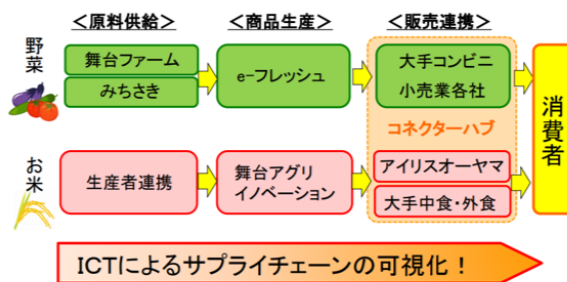 ＜原料供給＞
＜商品生産＞
＜販売連携＞
野菜
舞台ファーム
みちさき
e-フレッシュ
大手コンビニ
小売業各社
コネクターハブ
お米
生産者連携
舞台アグリ
イノベーション
アイリスオーヤマ
大手中食・外食
消費者
ICTによるサプライチェーンの可視化！